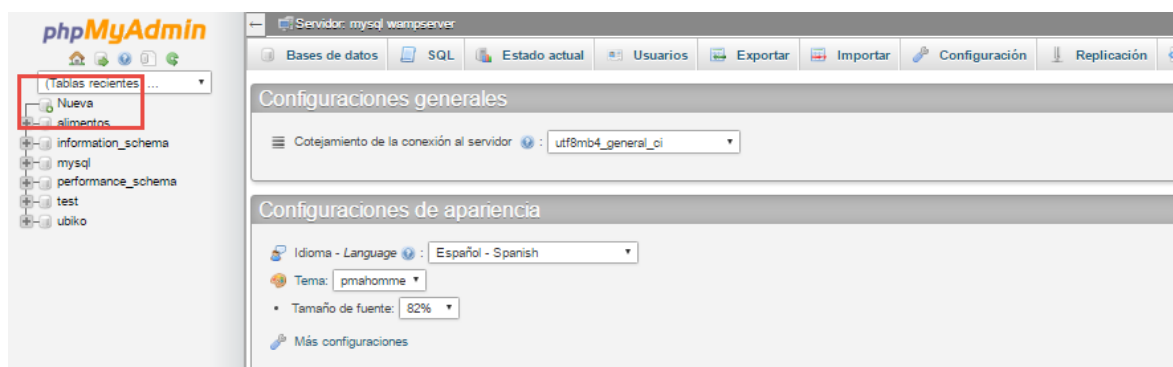 phpMyAdmin
(Tablas recientes) ...
Nueva
alimentos
information_schema
mysql
performance_schema
test
ubiko
Servidor: mysql wampserver
Bases de datos SQL Estado actual Usuarios Exportar Importar Configuración Replicación
Configuraciones generales
Cotejamiento de la conexión al servidor : utf8mb4_general_ci
Configuraciones de apariencia
Idioma - Language : Español - Spanish
Tema: pmahomme
Tamaño de fuente: 82%
Más configuraciones